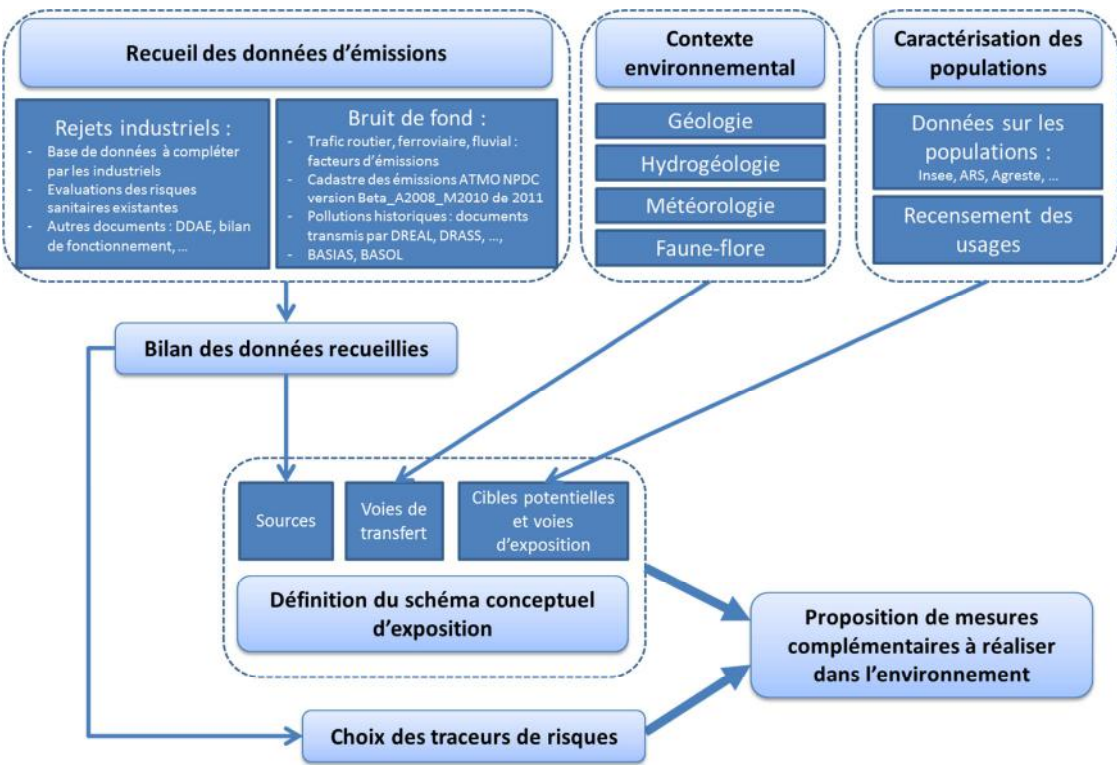 Recueil des données d’émissions
Rejets industriels :
- Base de données à compléter
par les industriels
- Evaluations des risques
sanitaires existantes
- Autres documents : DDAE, bilan
de fonctionnement, …
Bruit de fond :
- Trafic routier, ferroviaire, fluvial :
facteurs d’émissions
- Cadastre des émissions ATMO NPDC
version Beta_A2008_M2010 de 2011
- Pollutions historiques : documents
transmis par DREAL, DRASS, …,
- BASIAS, BASOL
Contexte
environnemental
Géologie
Hydrogéologie
Météorologie
Faune-flore
Caractérisation des
populations
Données sur les
populations :
Insee, ARS, Agreste, …
Recensement des
usages
Bilan des données recueillies
Sources
Voies de
transfert
Cibles potentielles
et voies
d’exposition
Définition du schéma conceptuel
d’exposition
Proposition de mesures
complémentaires à réaliser
dans l’environnement
Choix des traceurs de risques